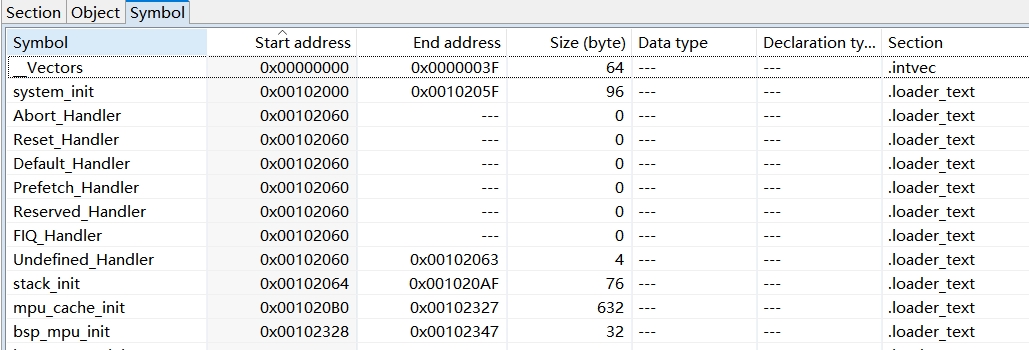 Section Object Symbol
Symbol Start address End address Size (byte) Data type Declaration ty... Section
__Vectors 0x00000000 0x0000003F 64 --- --- .intvec
system_init 0x00102000 0x0010205F 96 --- --- .loader_text
Abort_Handler 0x00102060 --- 0 --- --- .loader_text
Reset_Handler 0x00102060 --- 0 --- --- .loader_text
Default_Handler 0x00102060 --- 0 --- --- .loader_text
Prefetch_Handler 0x00102060 --- 0 --- --- .loader_text
Reserved_Handler 0x00102060 --- 0 --- --- .loader_text
FIQ_Handler 0x00102060 --- 0 --- --- .loader_text
Undefined_Handler 0x00102060 0x00102063 4 --- --- .loader_text
stack_init 0x00102064 0x001020AF 76 --- --- .loader_text
mpu_cache_init 0x001020B0 0x00102327 632 --- --- .loader_text
bsp_mpu_init 0x00102328 0x00102347 32 --- --- .loader_text